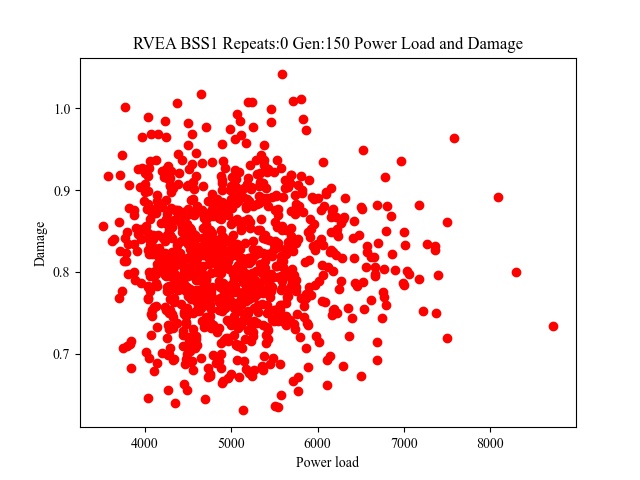 RVEA BSS1 Repeats:0 Gen:150 Power Load and Damage
1.0
0.9
0.8
0.7
Damage
4000 5000 6000 7000 8000
Power load